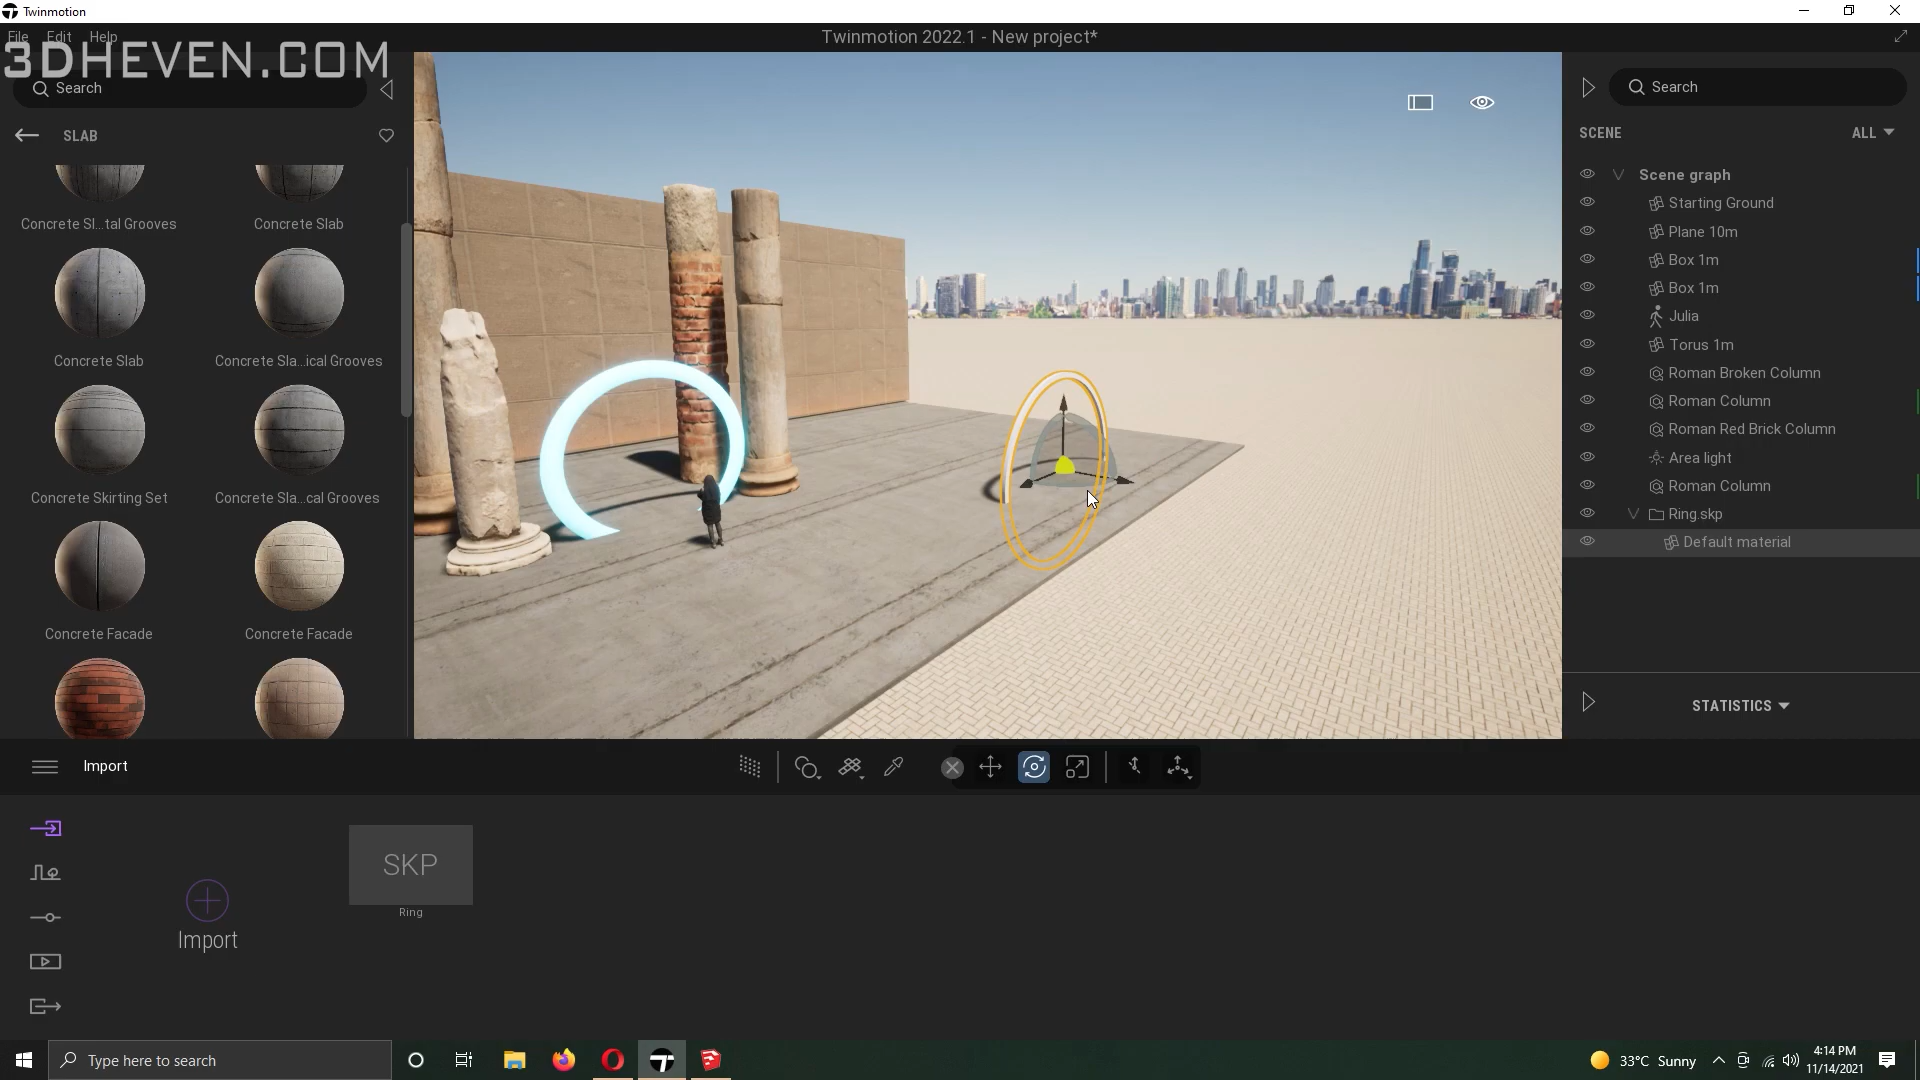 Twinmotion
File Edit Help
Twinmotion 2022.1 - New project*
3DHEVEN.COM
Search
SLAB
Concrete Sl...tal Grooves
Concrete Slab
Concrete Slab
Concrete Sla...ical Grooves
Concrete Skirting Set
Concrete Sla...cal Grooves
Concrete Facade
Concrete Facade
Search
SCENE
ALL
Scene graph
Starting Ground
Plane 10m
Box 1m
Box 1m
Julia
Torus 1m
Roman Broken Column
Roman Column
Roman Red Brick Column
Area light
Roman Column
Ring.skp
Default material
STATISTICS
Import
Import
SKP
Ring
Type here to search
33°C Sunny
4:14 PM
11/14/2021